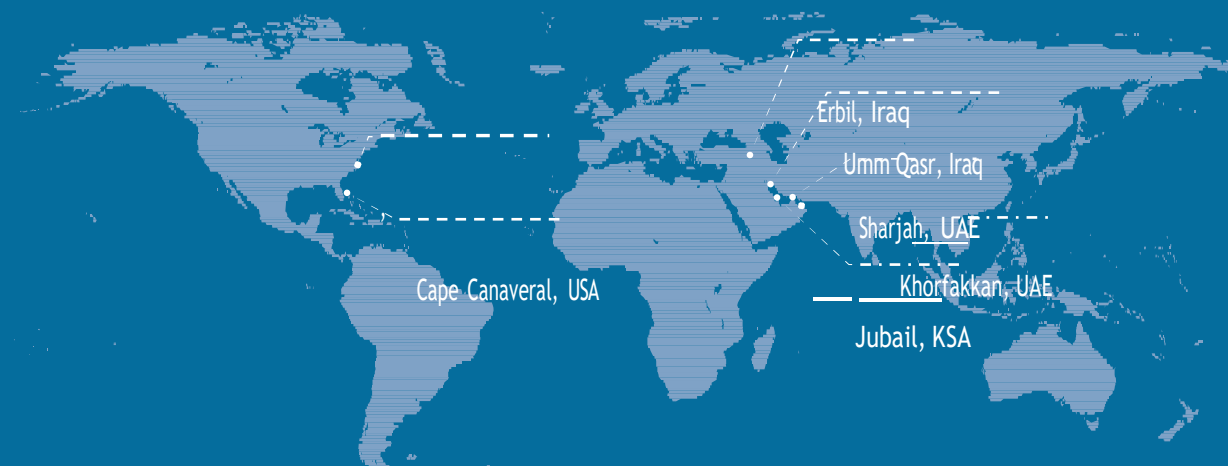 Erbil, Iraq
Umm Qasr, Iraq
Sharjah, UAE
Cape Canaveral, USA
Khorfakkan, UAE
Jubail, KSA